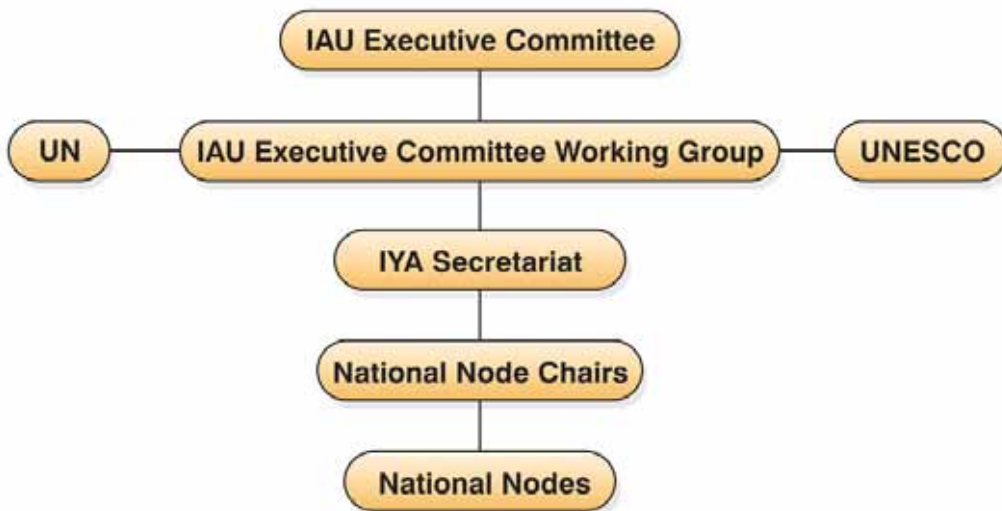 IAU Executive Committee
UN
IAU Executive Committee Working Group
UNESCO
IYA Secretariat
National Node Chairs
National Nodes